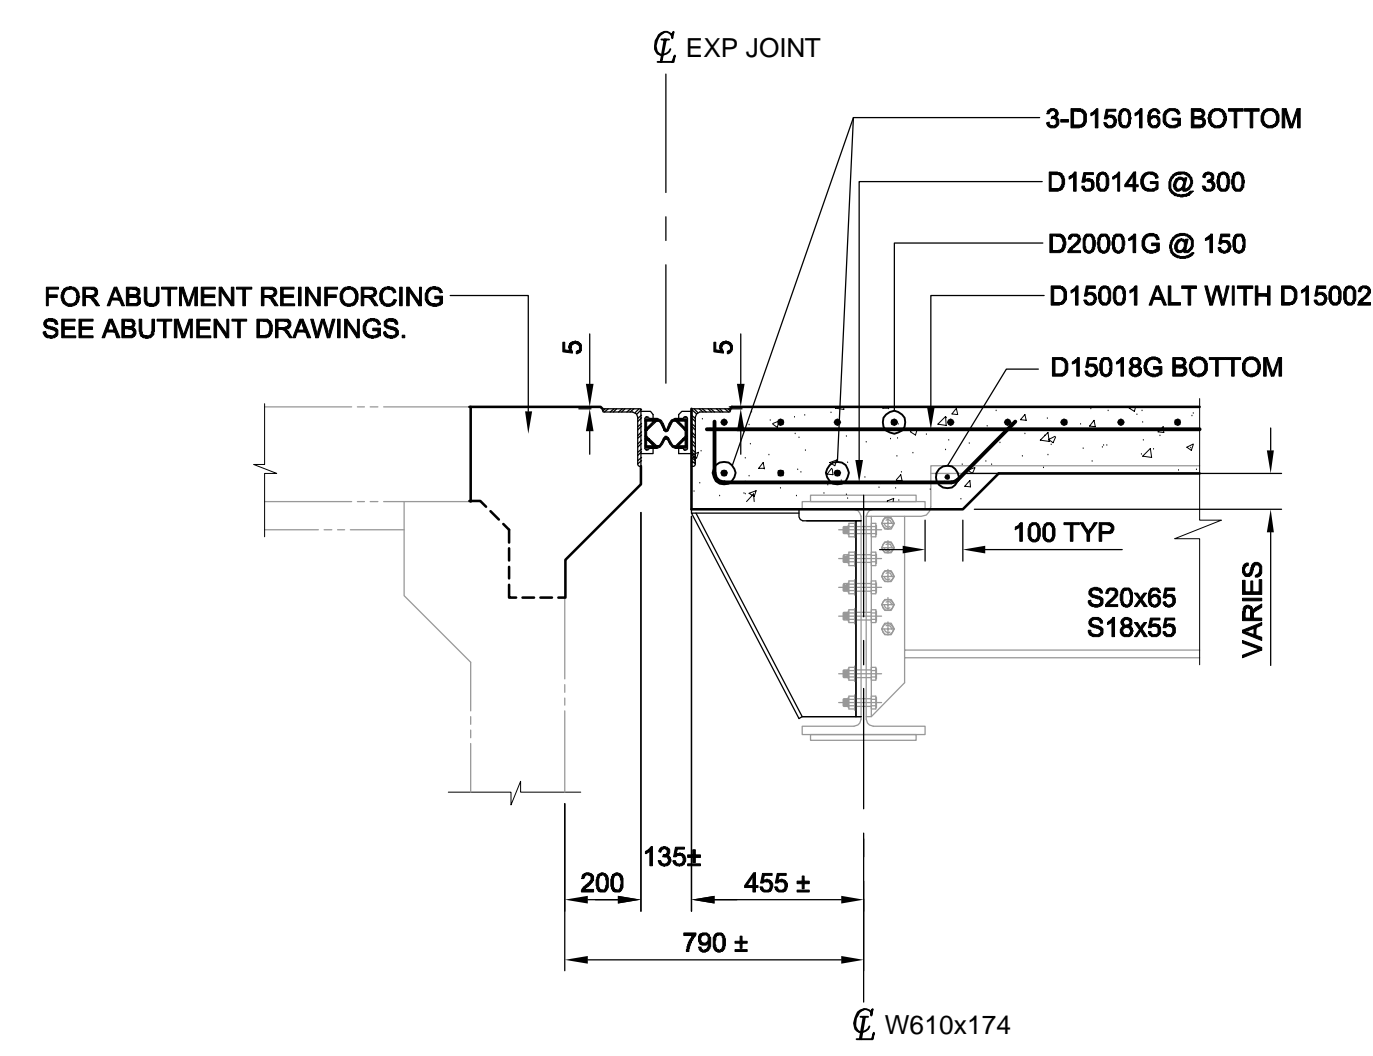 ℄ EXP JOINT
3-D15016G BOTTOM
D15014G @ 300
D20001G @ 150
D15001 ALT WITH D15002
FOR ABUTMENT REINFORCING
SEE ABUTMENT DRAWINGS.
5
5
D15018G BOTTOM
100 TYP
VARIES
S20x65
S18x55
135±
200
455 ±
790 ±
℄ W610x174